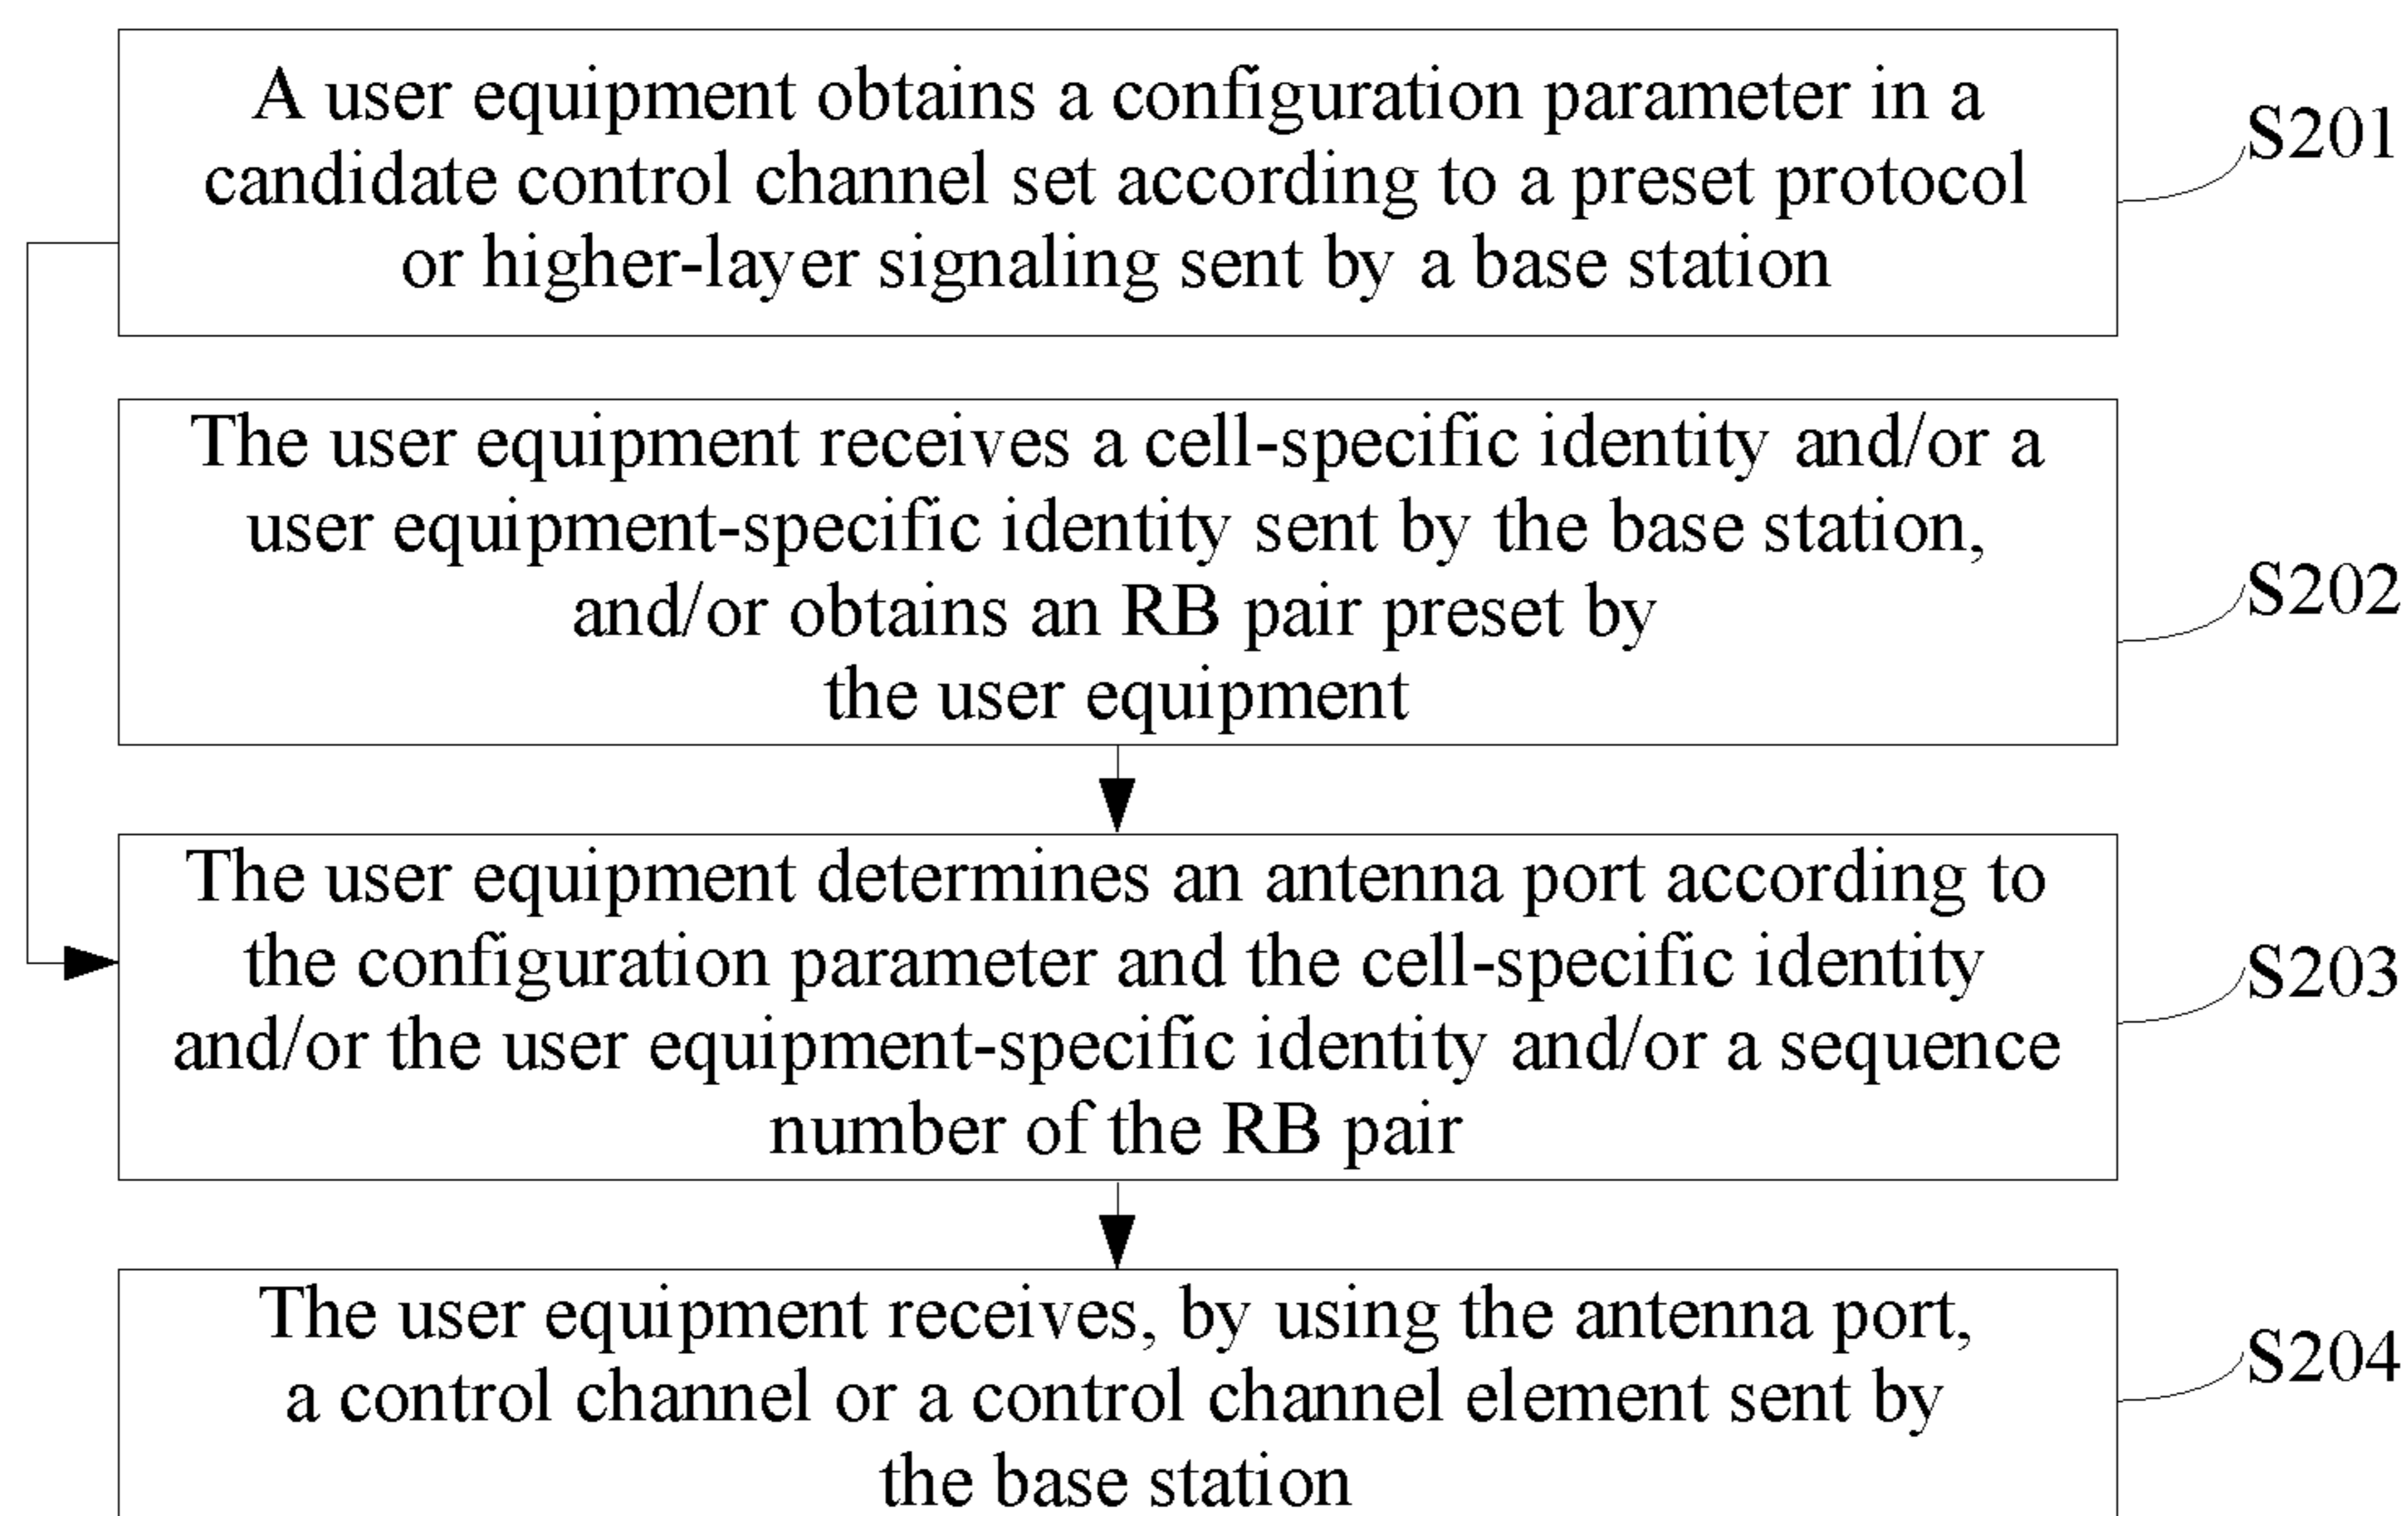 A user equipment obtains a configuration parameter in a
candidate control channel set according to a preset protocol
or higher-layer signaling sent by a base station
S201
The user equipment receives a cell-specific identity and/or a
user equipment-specific identity sent by the base station,
and/or obtains an RB pair preset by
the user equipment
S202
The user equipment determines an antenna port according to
the configuration parameter and the cell-specific identity
and/or the user equipment-specific identity and/or a sequence
number of the RB pair
S203
The user equipment receives, by using the antenna port,
a control channel or a control channel element sent by
the base station
S204